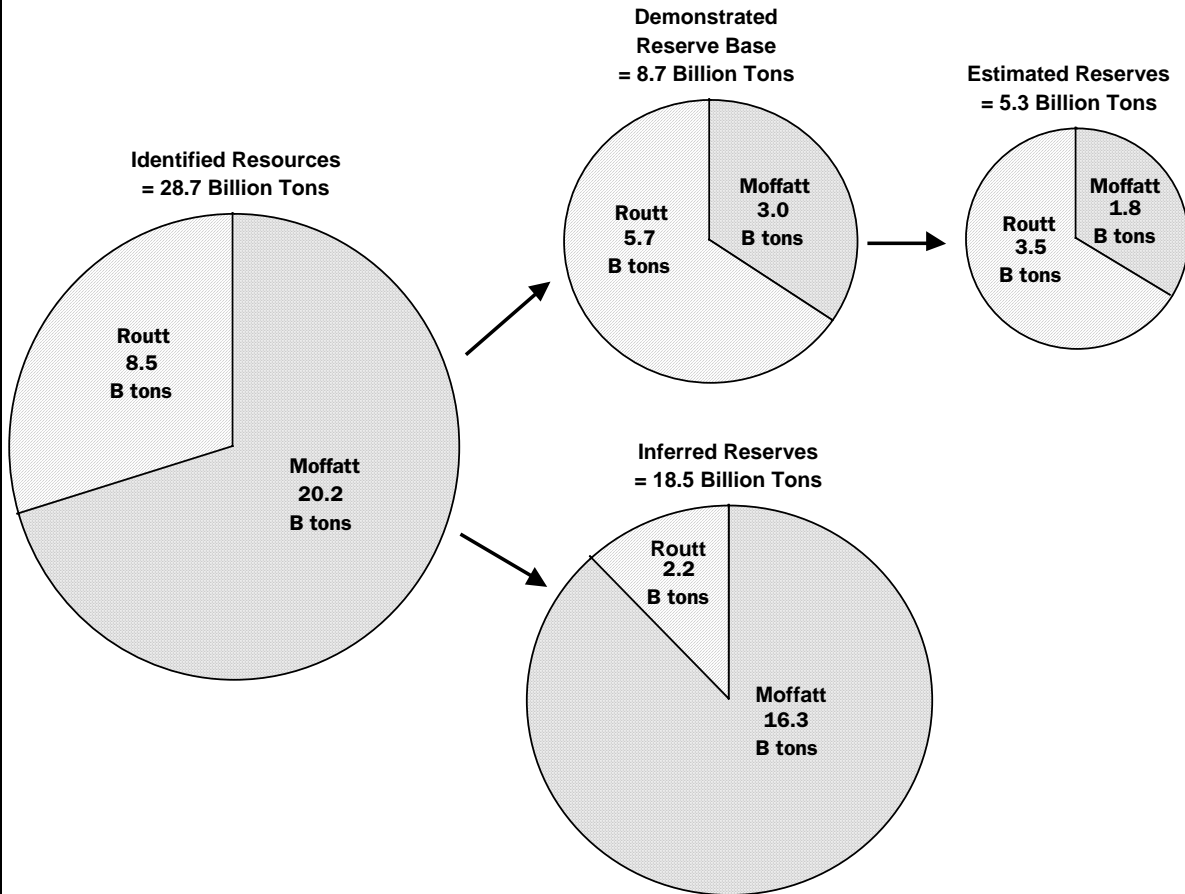 Demonstrated
Reserve Base
= 8.7 Billion Tons
Routt
5.7
B tons
Moffatt
3.0
B tons
Estimated Reserves
= 5.3 Billion Tons
Routt
3.5
B tons
Moffatt
1.8
B tons
Identified Resources
= 28.7 Billion Tons
Routt
8.5
B tons
Moffatt
20.2
B tons
Inferred Reserves
= 18.5 Billion Tons
Routt
2.2
B tons
Moffatt
16.3
B tons